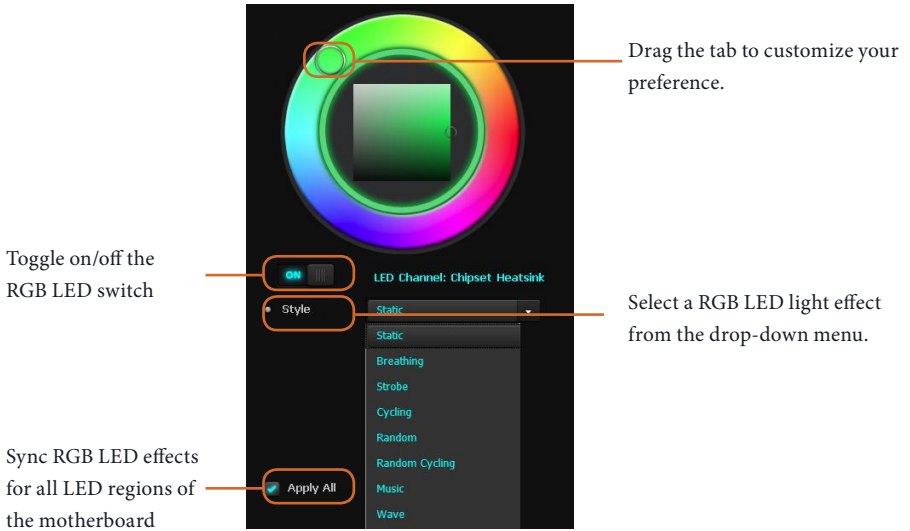 Drag the tab to customize your
preference.
Toggle on/off the
RGB LED switch
ON
LED Channel: Chipset Heatsink
Style
Static
Select a RGB LED light effect
from the drop-down menu.
Static
Breathing
Strobe
Cycling
Random
Random Cycling
Music
Wave
Sync RGB LED effects
for all LED regions of
the motherboard
Apply All